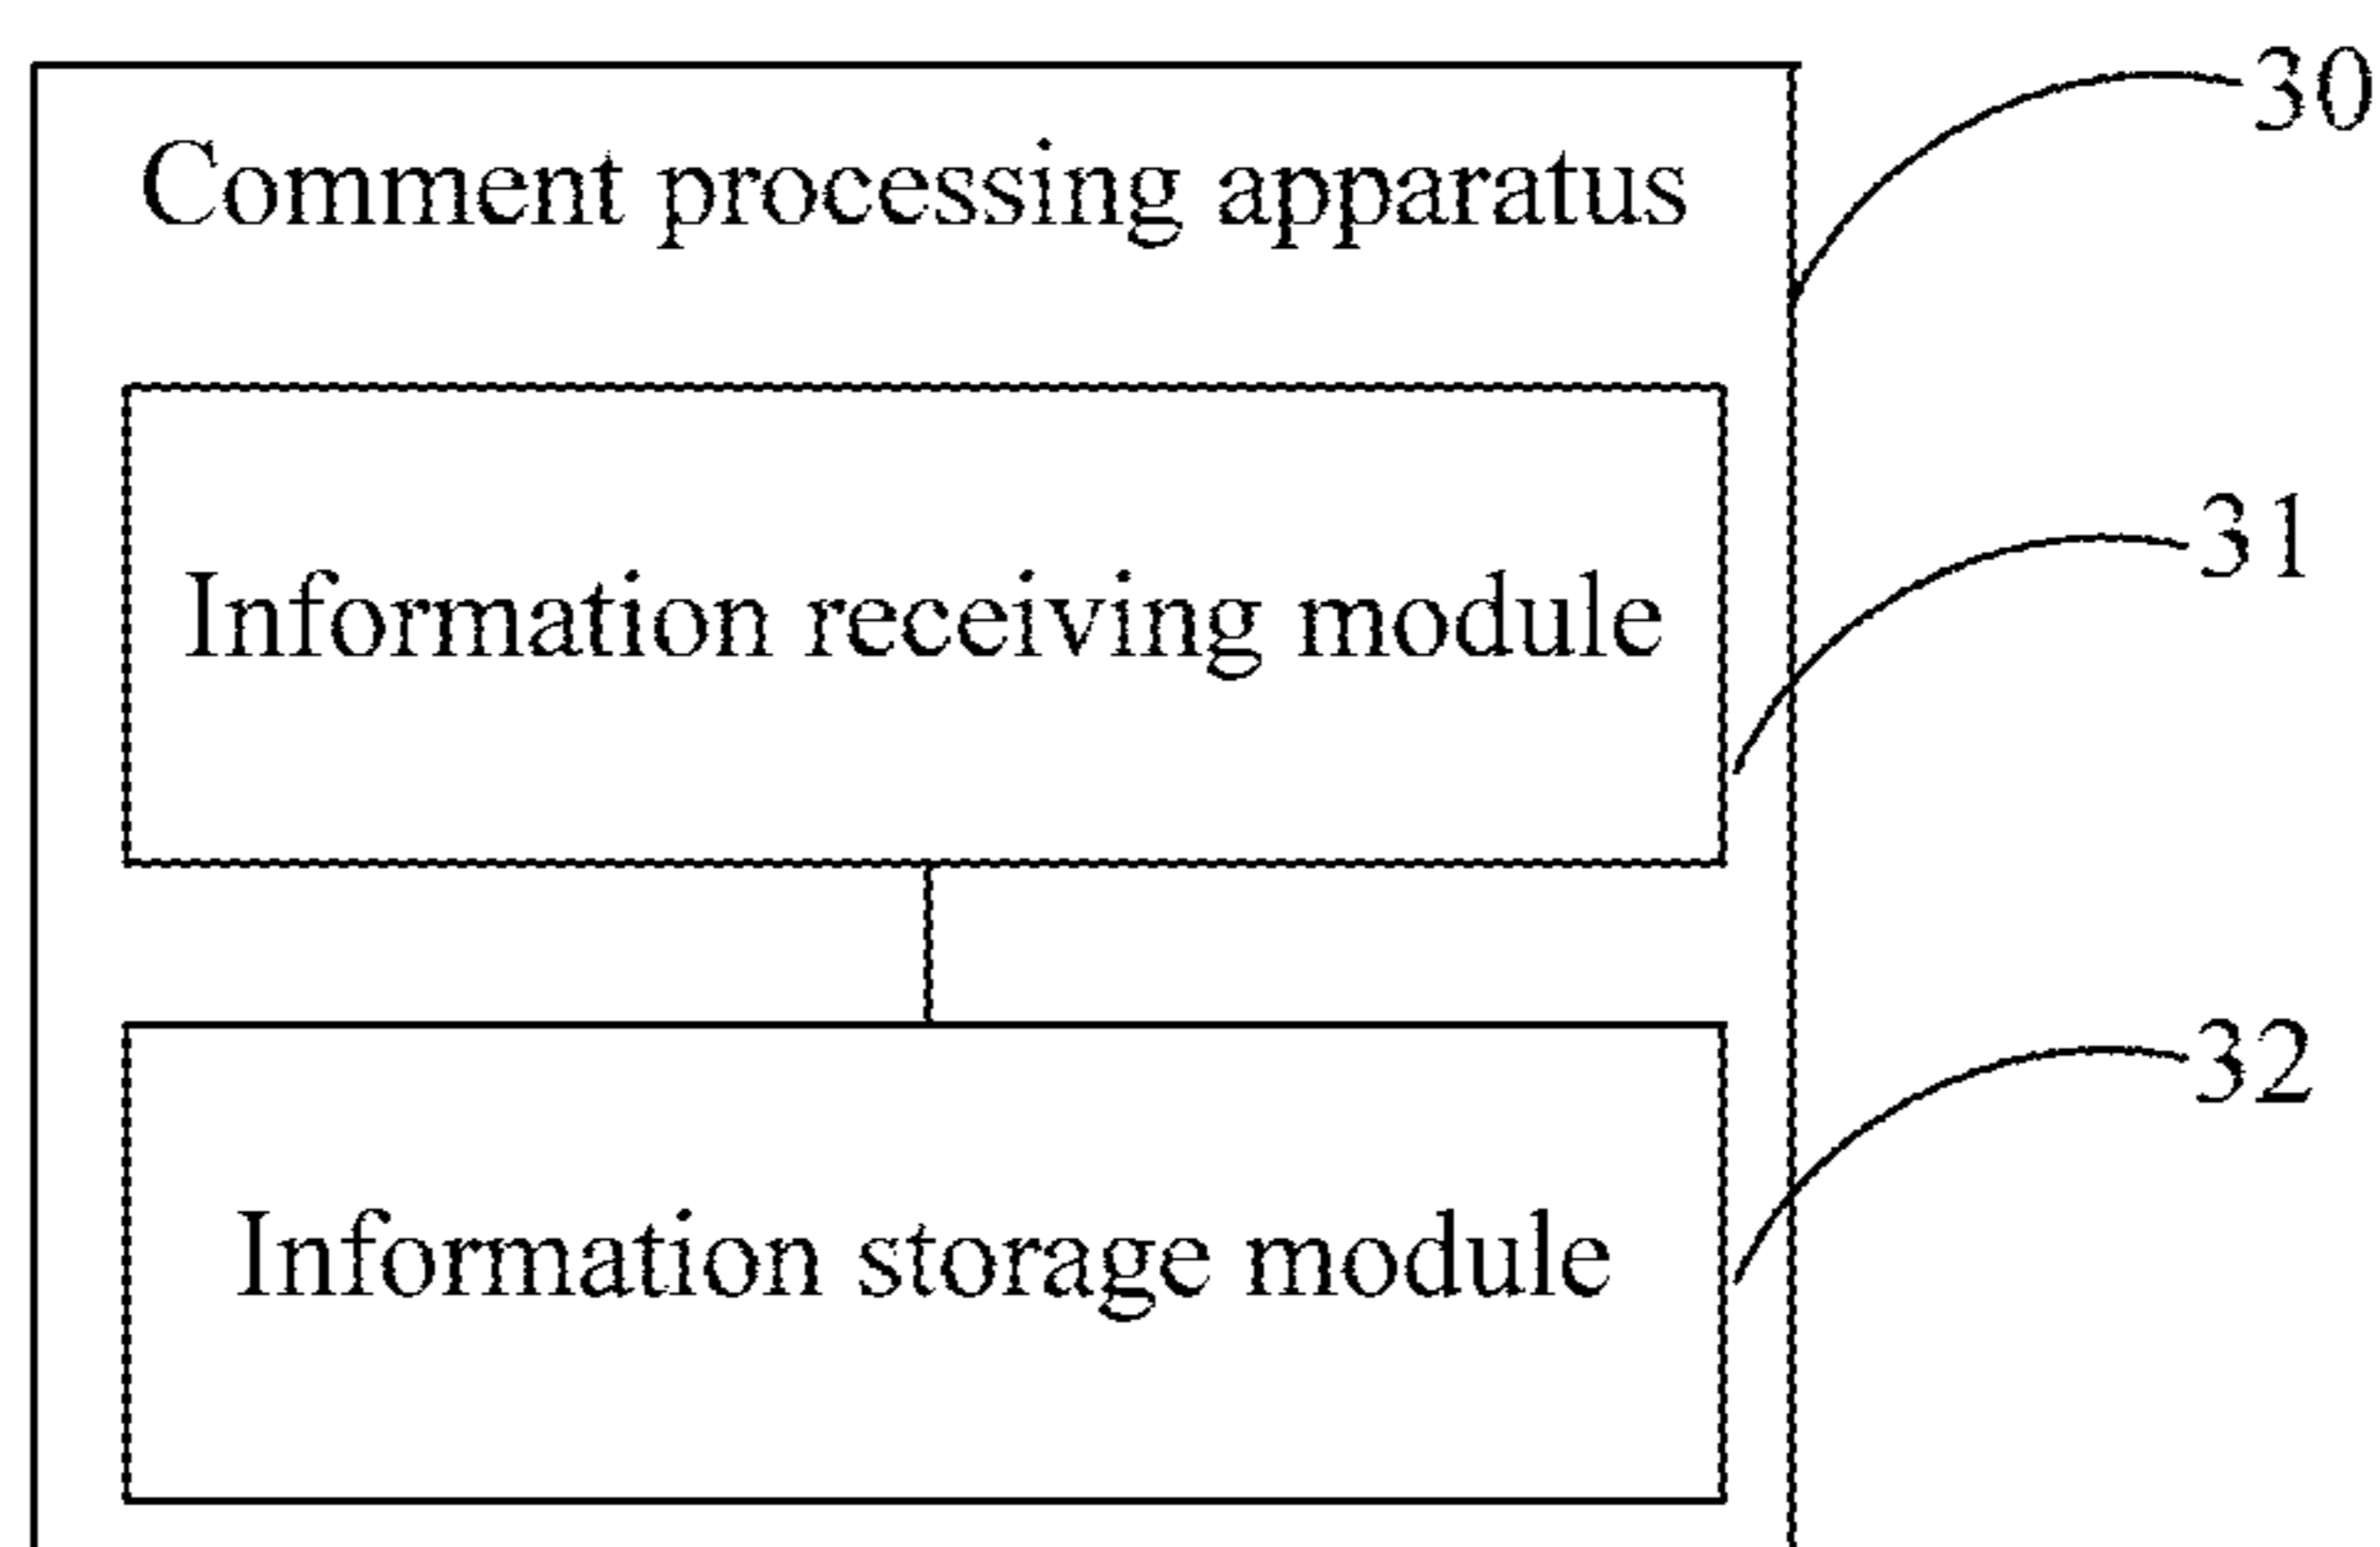 30
Comment processing apparatus
31
Information receiving module
32
Information storage module